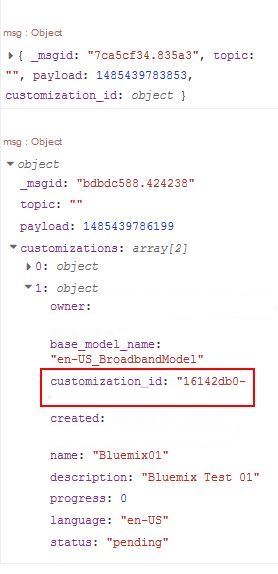 msg : Object
{ _msgid: "7ca5cf34.835a3", topic:
"", payload: 1485439783853,
customization_id: object }
msg : Object
object
_msgid: "bdbdc588.424238"
topic: ""
payload: 1485439786199
customizations: array[2]
0: object
1: object
owner:
base_model_name:
"en-US_BroadbandModel"
customization_id: "16142db0-
created:
name: "Bluemix01"
description: "Bluemix Test 01"
progress: 0
language: "en-US"
status: "pending"